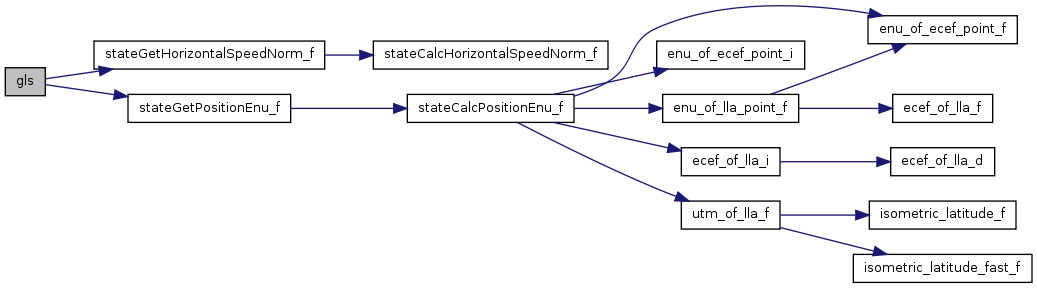 gls
stateGetHorizontalSpeedNorm_f
stateCalcHorizontalSpeedNorm_f
stateGetPositionEnu_f
stateCalcPositionEnu_f
enu_of_ecef_point_f
enu_of_ecef_point_i
enu_of_lla_point_f
ecef_of_lla_f
ecef_of_lla_i
ecef_of_lla_d
utm_of_lla_f
isometric_latitude_f
isometric_latitude_fast_f